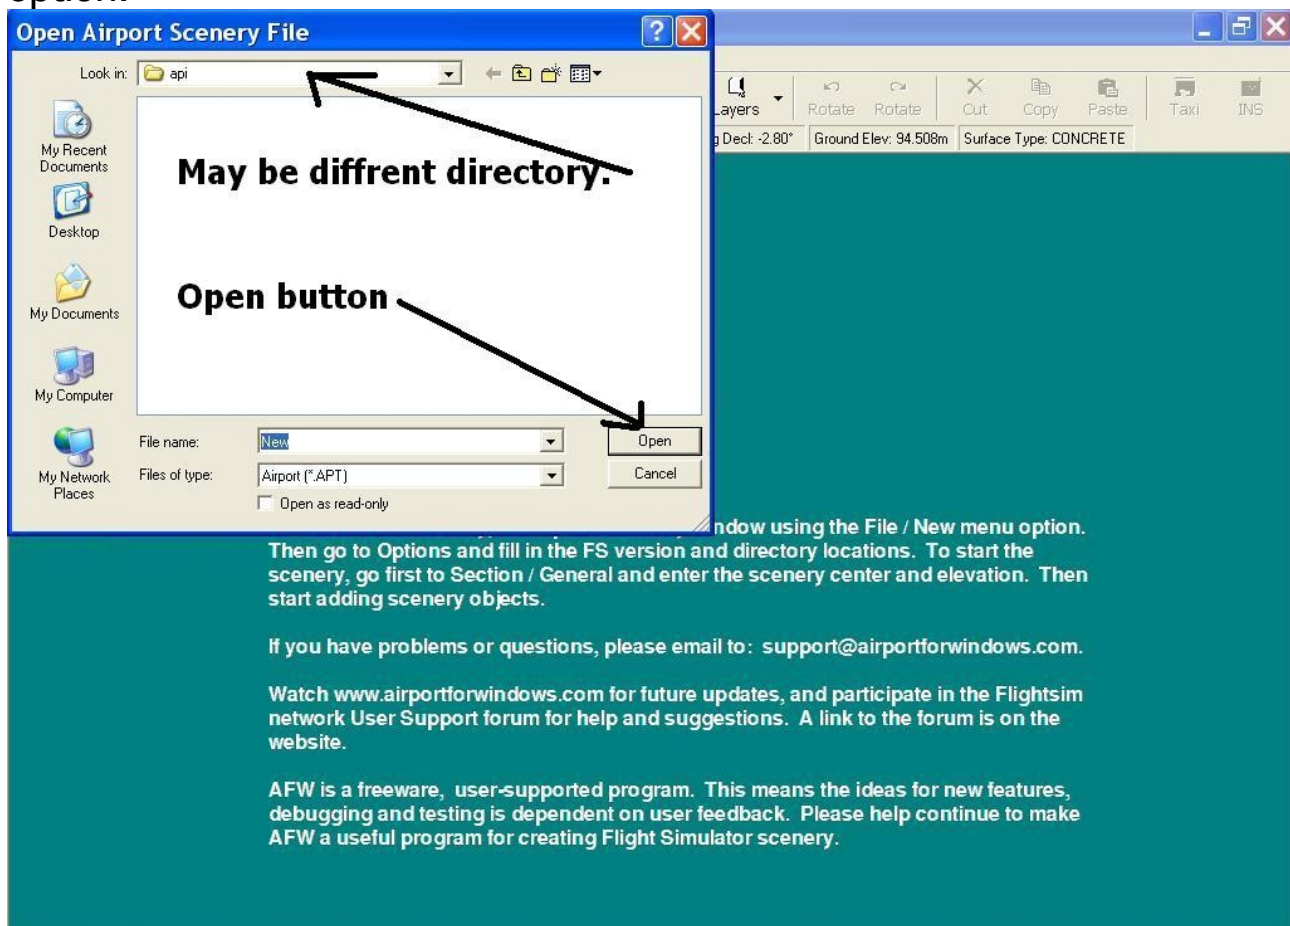 option.
Open Airport Scenery File
Look in: api
My Recent
Documents
Desktop
My Documents
My Computer
My Network
Places
May be diffrent directory.
Open button
File name: New Open
Files of type: Airport (*.APT) Cancel
Open as read-only
Layers Rotate Rotate Cut Copy Paste Taxi INS
Decl: -2.80° Ground Elev: 94.508m Surface Type: CONCRETE
using the File / New menu option.
Then go to Options and fill in the FS version and directory locations. To start the
scenery, go first to Section / General and enter the scenery center and elevation. Then
start adding scenery objects.
If you have problems or questions, please email to: support@airportforwindows.com.
Watch www.airportforwindows.com for future updates, and participate in the Flightsim
network User Support forum for help and suggestions. A link to the forum is on the
website.
AFW is a freeware, user-supported program. This means the ideas for new features,
debugging and testing is dependent on user feedback. Please help continue to make
AFW a useful program for creating Flight Simulator scenery.